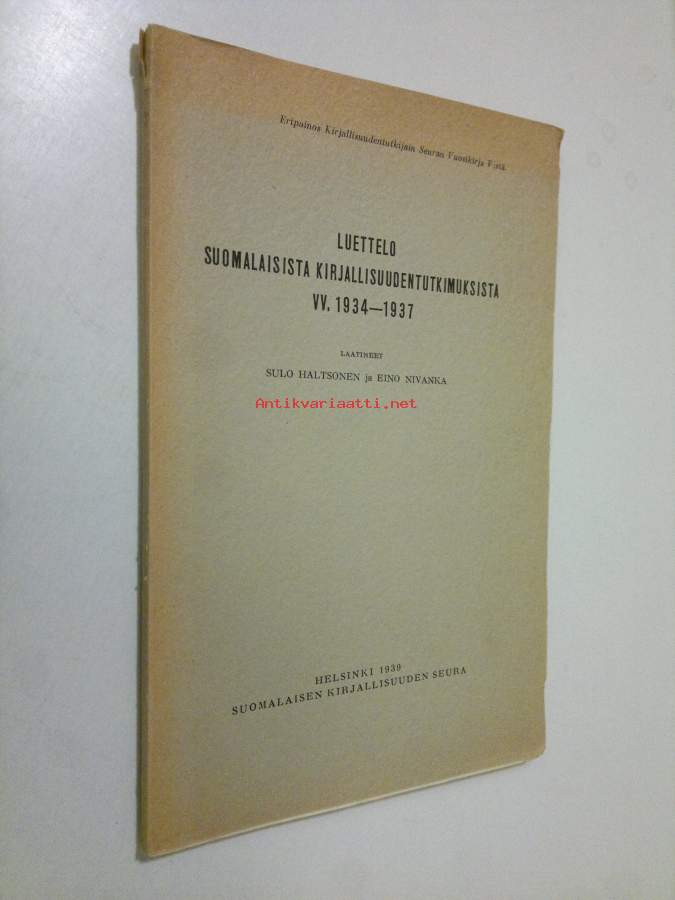 Eripainos Kirjallisuudentutkijain Seuran Vuosikirja V:stä.
LUETTELO
SUOMALAISISTA KIRJALLISUUDENTUTKIMUKSISTA
VV. 1934—1937
LAATINEET
SULO HALTSONEN ja EINO NIVANKA
Antikvariaatti.net
HELSINKI 1939
SUOMALAISEN KIRJALLISUUDEN SEURA